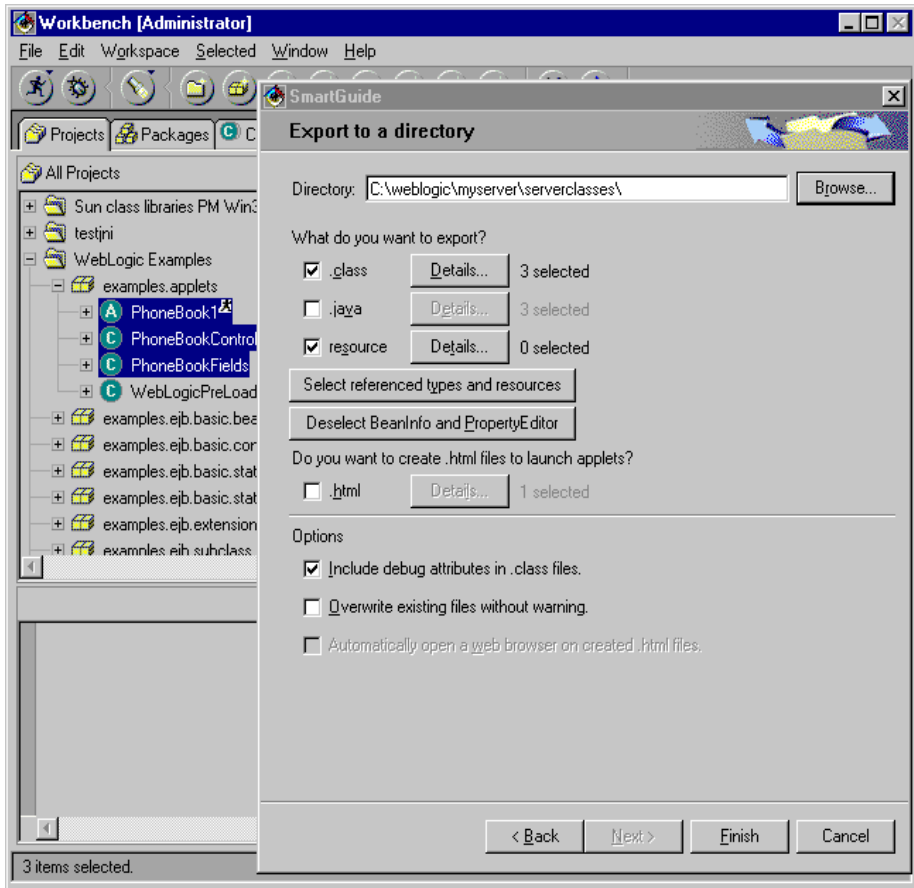 Workbench [Administrator]
File Edit Workspace Selected Window Help
Projects Packages C
All Projects
Sun class libraries PM Win3
testjni
WebLogic Examples
examples.applets
A PhoneBook1
C PhoneBookControl
C PhoneBookFields
C WebLogicPreLoad
examples.ejb.basic.bea
examples.ejb.basic.con
examples.ejb.basic.stat
examples.ejb.basic.stat
examples.ejb.extension
examples.ejb.subclass
3 items selected.
SmartGuide
Export to a directory
Directory: C:\weblogic\myserver\serverclasses\ Browse...
What do you want to export?
.class Details... 3 selected
.java Details... 3 selected
resource Details... 0 selected
Select referenced types and resources
Deselect BeanInfo and PropertyEditor
Do you want to create .html files to launch applets?
.html Details... 1 selected
Options
Include debug attributes in .class files.
Overwrite existing files without warning.
Automatically open a web browser on created .html files.
< Back Next > Finish Cancel